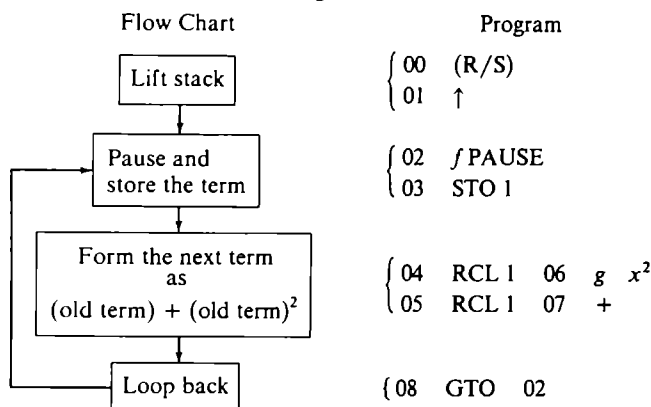 Flow Chart Program
Lift stack
00 (R/S)
01 ↑
Pause and
store the term
02 f PAUSE
03 STO 1
Form the next term
as
(old term) + (old term)²
04 RCL 1 06 g x²
05 RCL 1 07 +
Loop back
08 GTO 02